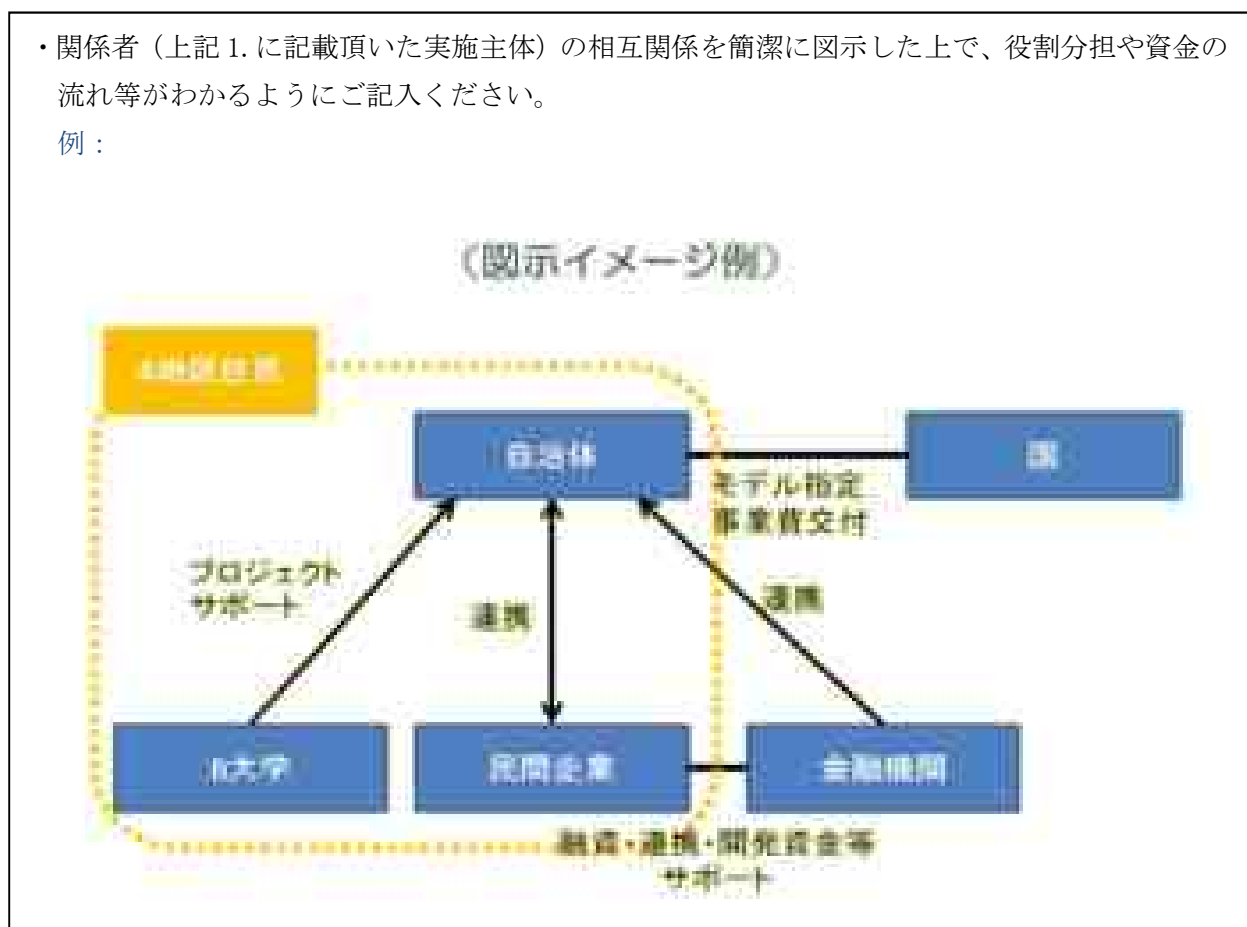 ・関係者（上記 1. に記載頂いた実施主体）の相互関係を簡潔に図示した上で、役割分担や資金の
流れ等がわかるようにご記入ください。
例：
（図示イメージ例）
自治体
国
モデル指定
事業費交付
プロジェクト
サポート
連携
連携
B大学
民間企業
金融機関
融資・連携・開発資金等
サポート